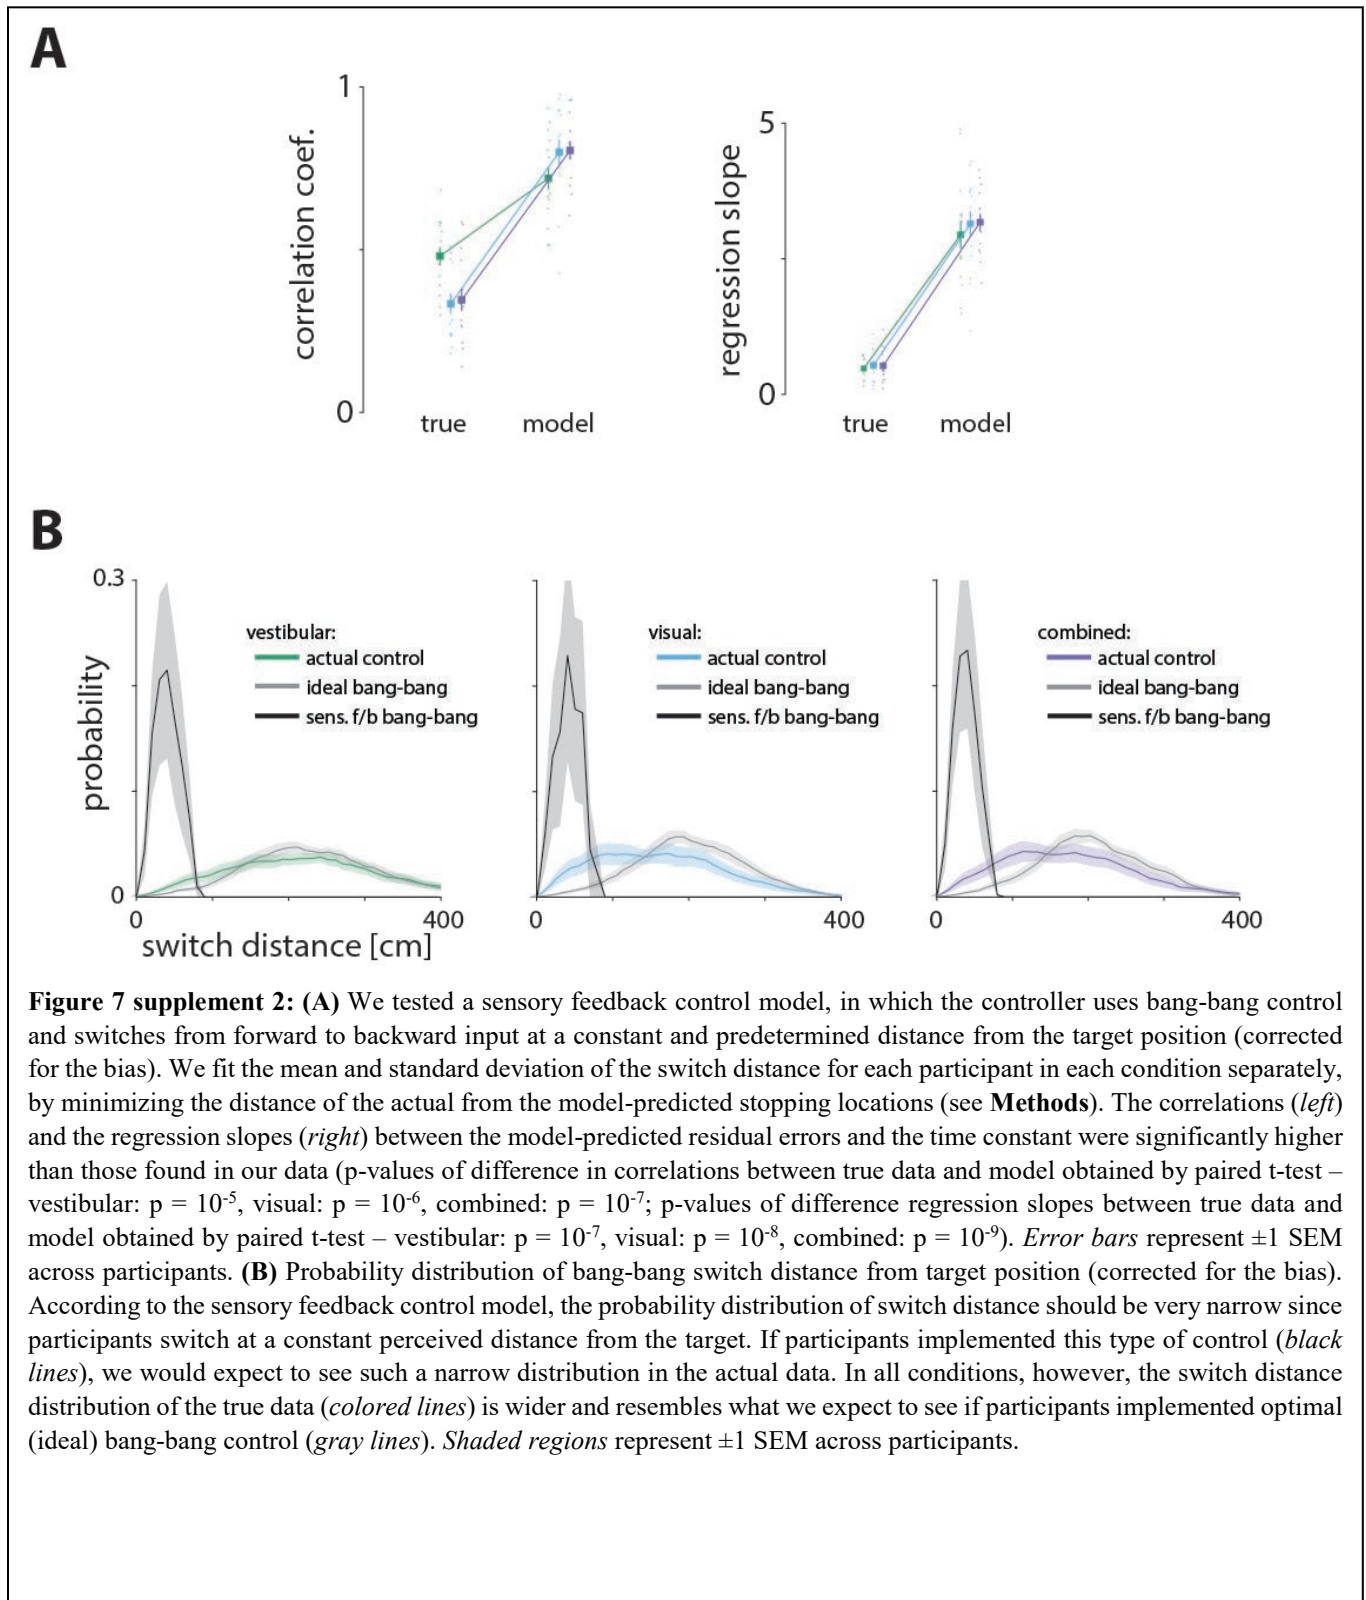 A
1
correlation coef.
0
true
model
5
regression slope
0
true
model
B
0.3
probability
0
vestibular:
actual control
ideal bang-bang
sens. f/b bang-bang
0
400
switch distance [cm]
visual:
actual control
ideal bang-bang
sens. f/b bang-bang
0
400
combined:
actual control
ideal bang-bang
sens. f/b bang-bang
0
400
Figure 7 supplement 2: (A) We tested a sensory feedback control model, in which the controller uses bang-bang control
and switches from forward to backward input at a constant and predetermined distance from the target position (corrected
for the bias). We fit the mean and standard deviation of the switch distance for each participant in each condition separately,
by minimizing the distance of the actual from the model-predicted stopping locations (see Methods). The correlations (left)
and the regression slopes (right) between the model-predicted residual errors and the time constant were significantly higher
than those found in our data (p-values of difference in correlations between true data and model obtained by paired t-test –
vestibular: p = 10⁻⁵, visual: p = 10⁻⁶, combined: p = 10⁻⁷; p-values of difference regression slopes between true data and
model obtained by paired t-test – vestibular: p = 10⁻⁷, visual: p = 10⁻⁸, combined: p = 10⁻⁹). Error bars represent ±1 SEM
across participants. (B) Probability distribution of bang-bang switch distance from target position (corrected for the bias).
According to the sensory feedback control model, the probability distribution of switch distance should be very narrow since
participants switch at a constant perceived distance from the target. If participants implemented this type of control (black
lines), we would expect to see such a narrow distribution in the actual data. In all conditions, however, the switch distance
distribution of the true data (colored lines) is wider and resembles what we expect to see if participants implemented optimal
(ideal) bang-bang control (gray lines). Shaded regions represent ±1 SEM across participants.